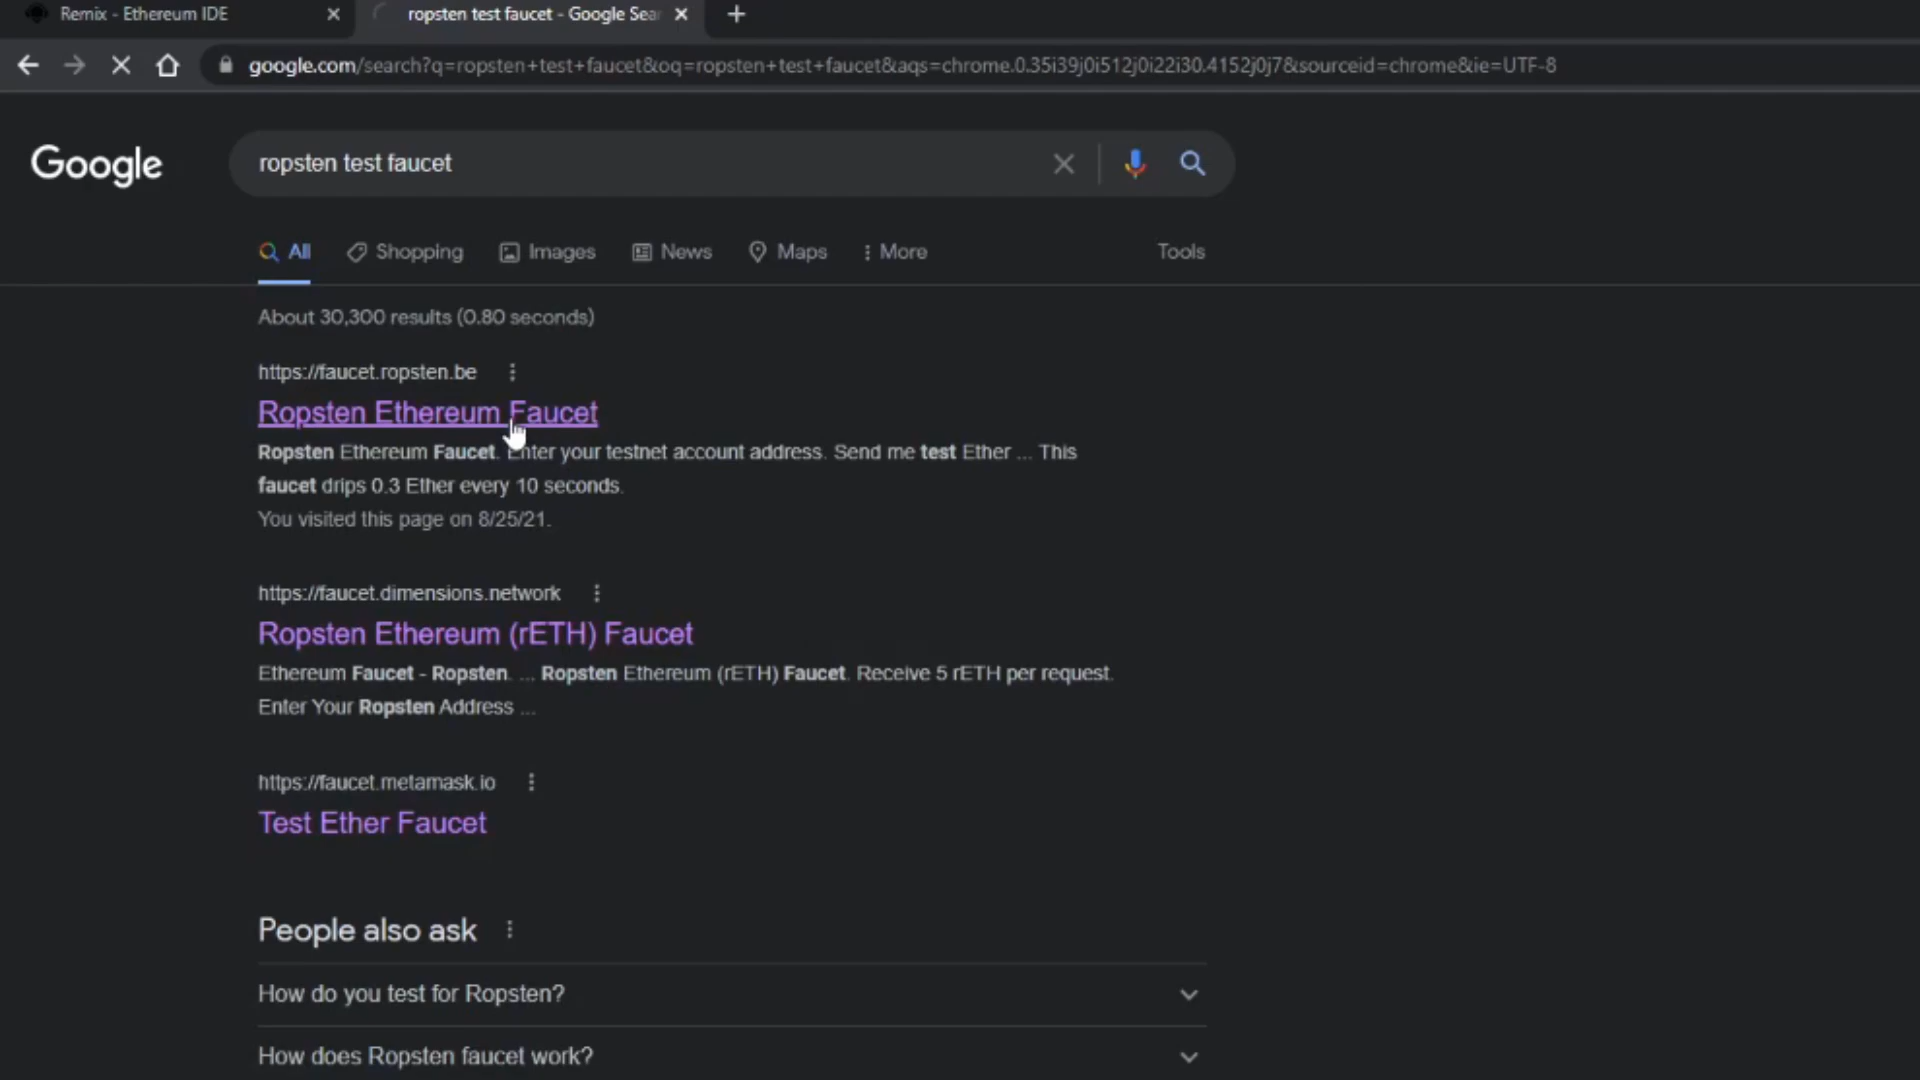 Remix - Ethereum IDE
ropsten test faucet - Google Sea
google.com/search?q=ropsten+test+faucet&oq=ropsten+test+faucet&aqs=chrome.0.35i39j0i512j0i22i30.4152j0j7&sourceid=chrome&ie=UTF-8
Google
ropsten test faucet
All Shopping Images News Maps More Tools
About 30,300 results (0.80 seconds)
https://faucet.ropsten.be
Ropsten Ethereum Faucet
Ropsten Ethereum Faucet. Enter your testnet account address. Send me test Ether ... This
faucet drips 0.3 Ether every 10 seconds.
You visited this page on 8/25/21.
https://faucet.dimensions.network
Ropsten Ethereum (rETH) Faucet
Ethereum Faucet - Ropsten. ... Ropsten Ethereum (rETH) Faucet. Receive 5 rETH per request.
Enter Your Ropsten Address ...
https://faucet.metamask.io
Test Ether Faucet
People also ask
How do you test for Ropsten?
How does Ropsten faucet work?